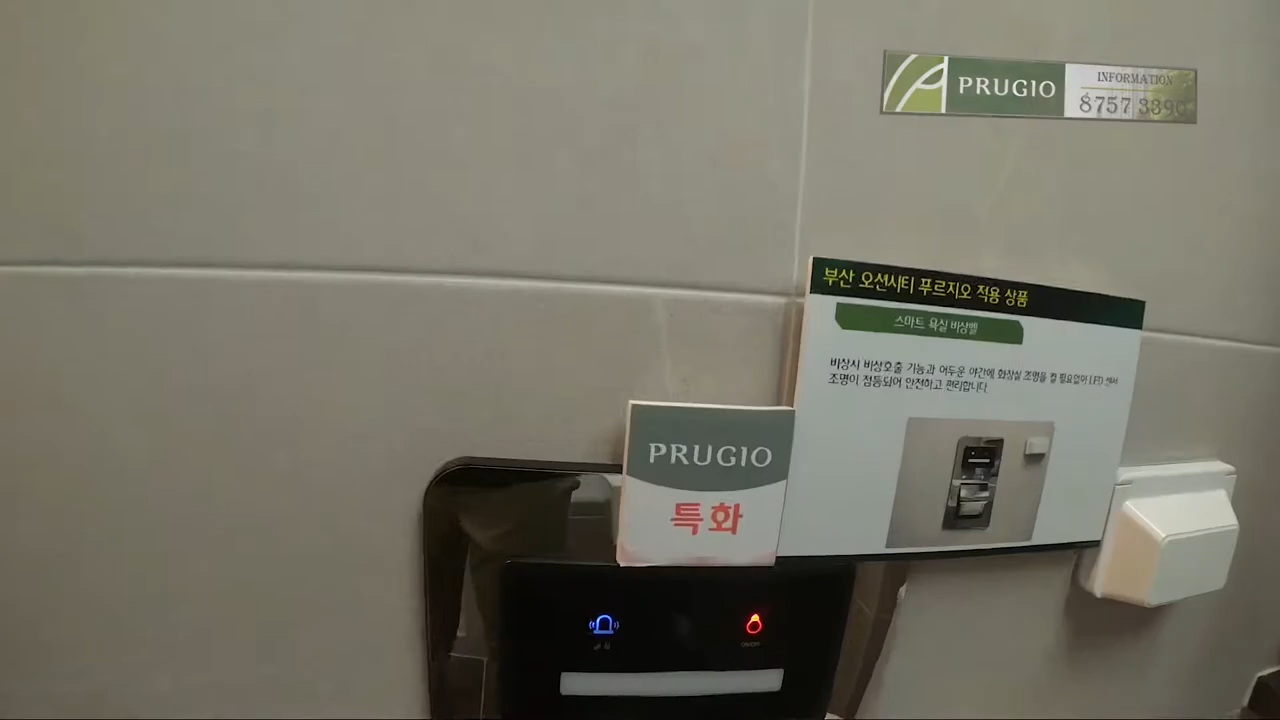 PRUGIO
INFORMATION
8757 3390
부산 오션시티 푸르지오 적용 상품
스마트 욕실 비상벨
비상시 비상호출 기능과 어두운 야간에 화장실 조명을 켤 필요없이 LED 센서
조명이 점등되어 안전하고 편리합니다.
PRUGIO
특화
ON/OFF